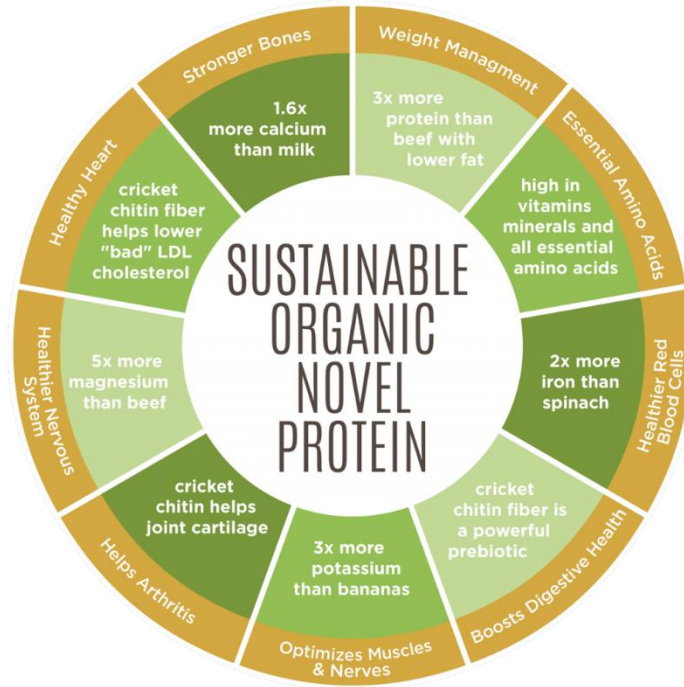 SUSTAINABLE
ORGANIC
NOVEL
PROTEIN
Weight Managment
3x more
protein than
beef with
lower fat
Essential Amino Acids
high in
vitamins
minerals and
all essential
amino acids
Healthier Red
Blood Cells
2x more
iron than
spinach
Boosts Digestive Health
cricket
chitin fiber is
a powerful
prebiotic
Optimizes Muscles
& Nerves
3x more
potassium
than bananas
Helps Arthritis
cricket
chitin helps
joint cartilage
Healthier Nervous
System
5x more
magnesium
than beef
Healthy Heart
cricket
chitin fiber
helps lower
"bad" LDL
cholesterol
Stronger Bones
1.6x
more calcium
than milk